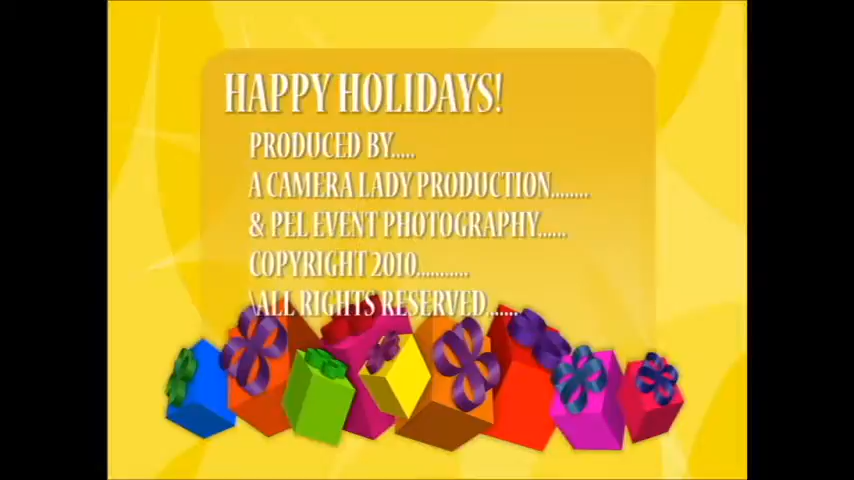 HAPPY HOLIDAYS!
PRODUCED BY.....
A CAMERA LADY PRODUCTION........
& PEL EVENT PHOTOGRAPHY......
COPYRIGHT 2010...........
\ALL RIGHTS RESERVED.......